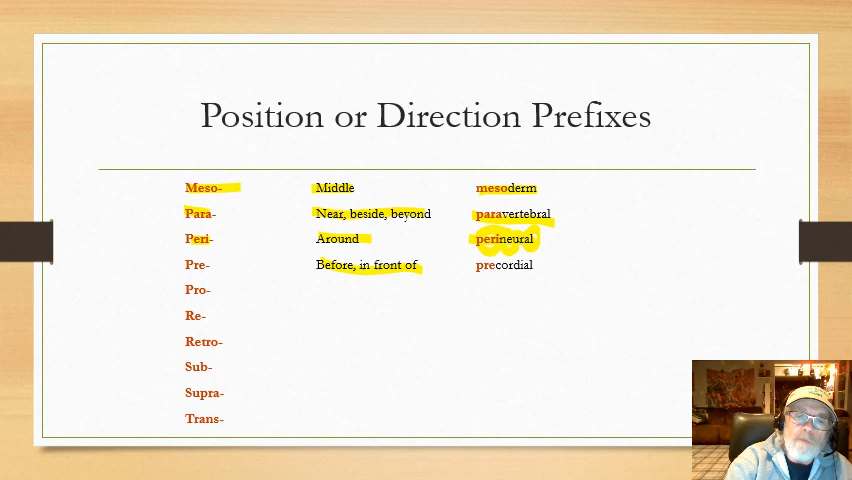 Position or Direction Prefixes
Meso- Middle mesoderm
Para- Near, beside, beyond paravertebral
Peri- Around perineural
Pre- Before, in front of precordial
Pro-
Re-
Retro-
Sub-
Supra-
Trans-